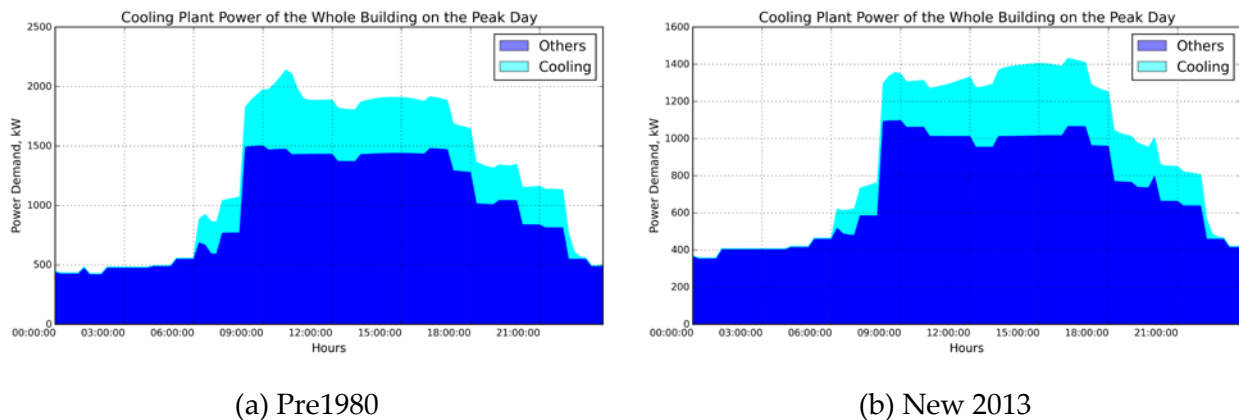 Cooling Plant Power of the Whole Building on the Peak Day
2500
2000
1500
1000
500
0
Power Demand, kW
Others
Cooling
00:00:00 03:00:00 06:00:00 09:00:00 12:00:00 15:00:00 18:00:00 21:00:00
Hours
(a) Pre1980
Cooling Plant Power of the Whole Building on the Peak Day
1600
1400
1200
1000
800
600
400
200
0
Power Demand, kW
Others
Cooling
00:00:00 03:00:00 06:00:00 09:00:00 12:00:00 15:00:00 18:00:00 21:00:00
Hours
(b) New 2013